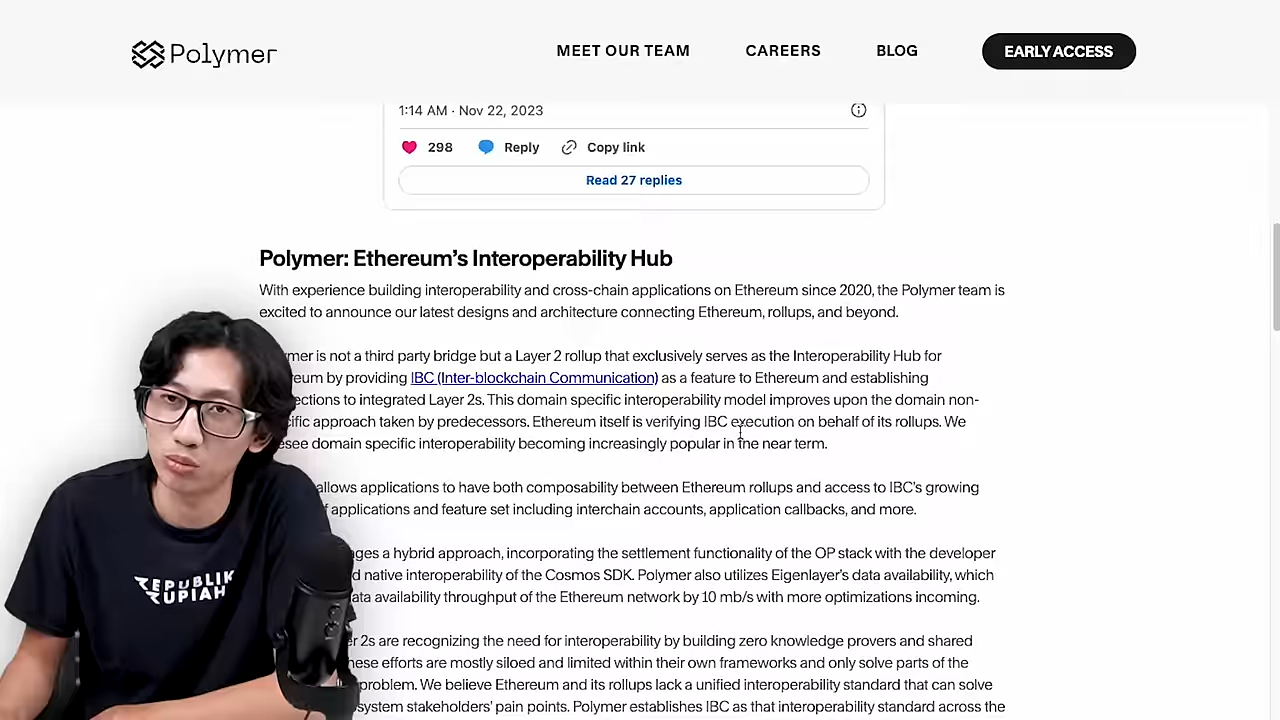 Polymer
MEET OUR TEAM
CAREERS
BLOG
EARLY ACCESS
1:14 AM · Nov 22, 2023
298
Reply
Copy link
Read 27 replies
Polymer: Ethereum’s Interoperability Hub
With experience building interoperability and cross-chain applications on Ethereum since 2020, the Polymer team is
excited to announce our latest designs and architecture connecting Ethereum, rollups, and beyond.
is not a third party bridge but a Layer 2 rollup that exclusively serves as the Interoperability Hub for
by providing IBC (Inter-blockchain Communication) as a feature to Ethereum and establishing
to integrated Layer 2s. This domain specific interoperability model improves upon the domain non-
approach taken by predecessors. Ethereum itself is verifying IBC execution on behalf of its rollups. We
domain specific interoperability becoming increasingly popular in the near term.
allows applications to have both composability between Ethereum rollups and access to IBC’s growing
applications and feature set including interchain accounts, application callbacks, and more.
a hybrid approach, incorporating the settlement functionality of the OP stack with the developer
native interoperability of the Cosmos SDK. Polymer also utilizes Eigenlayer’s data availability, which
availability throughput of the Ethereum network by 10 mb/s with more optimizations incoming.
2s are recognizing the need for interoperability by building zero knowledge provers and shared
efforts are mostly siloed and limited within their own frameworks and only solve parts of the
problem. We believe Ethereum and its rollups lack a unified interoperability standard that can solve
stakeholders’ pain points. Polymer establishes IBC as that interoperability standard across the
REPUBLIK
RUPIAH